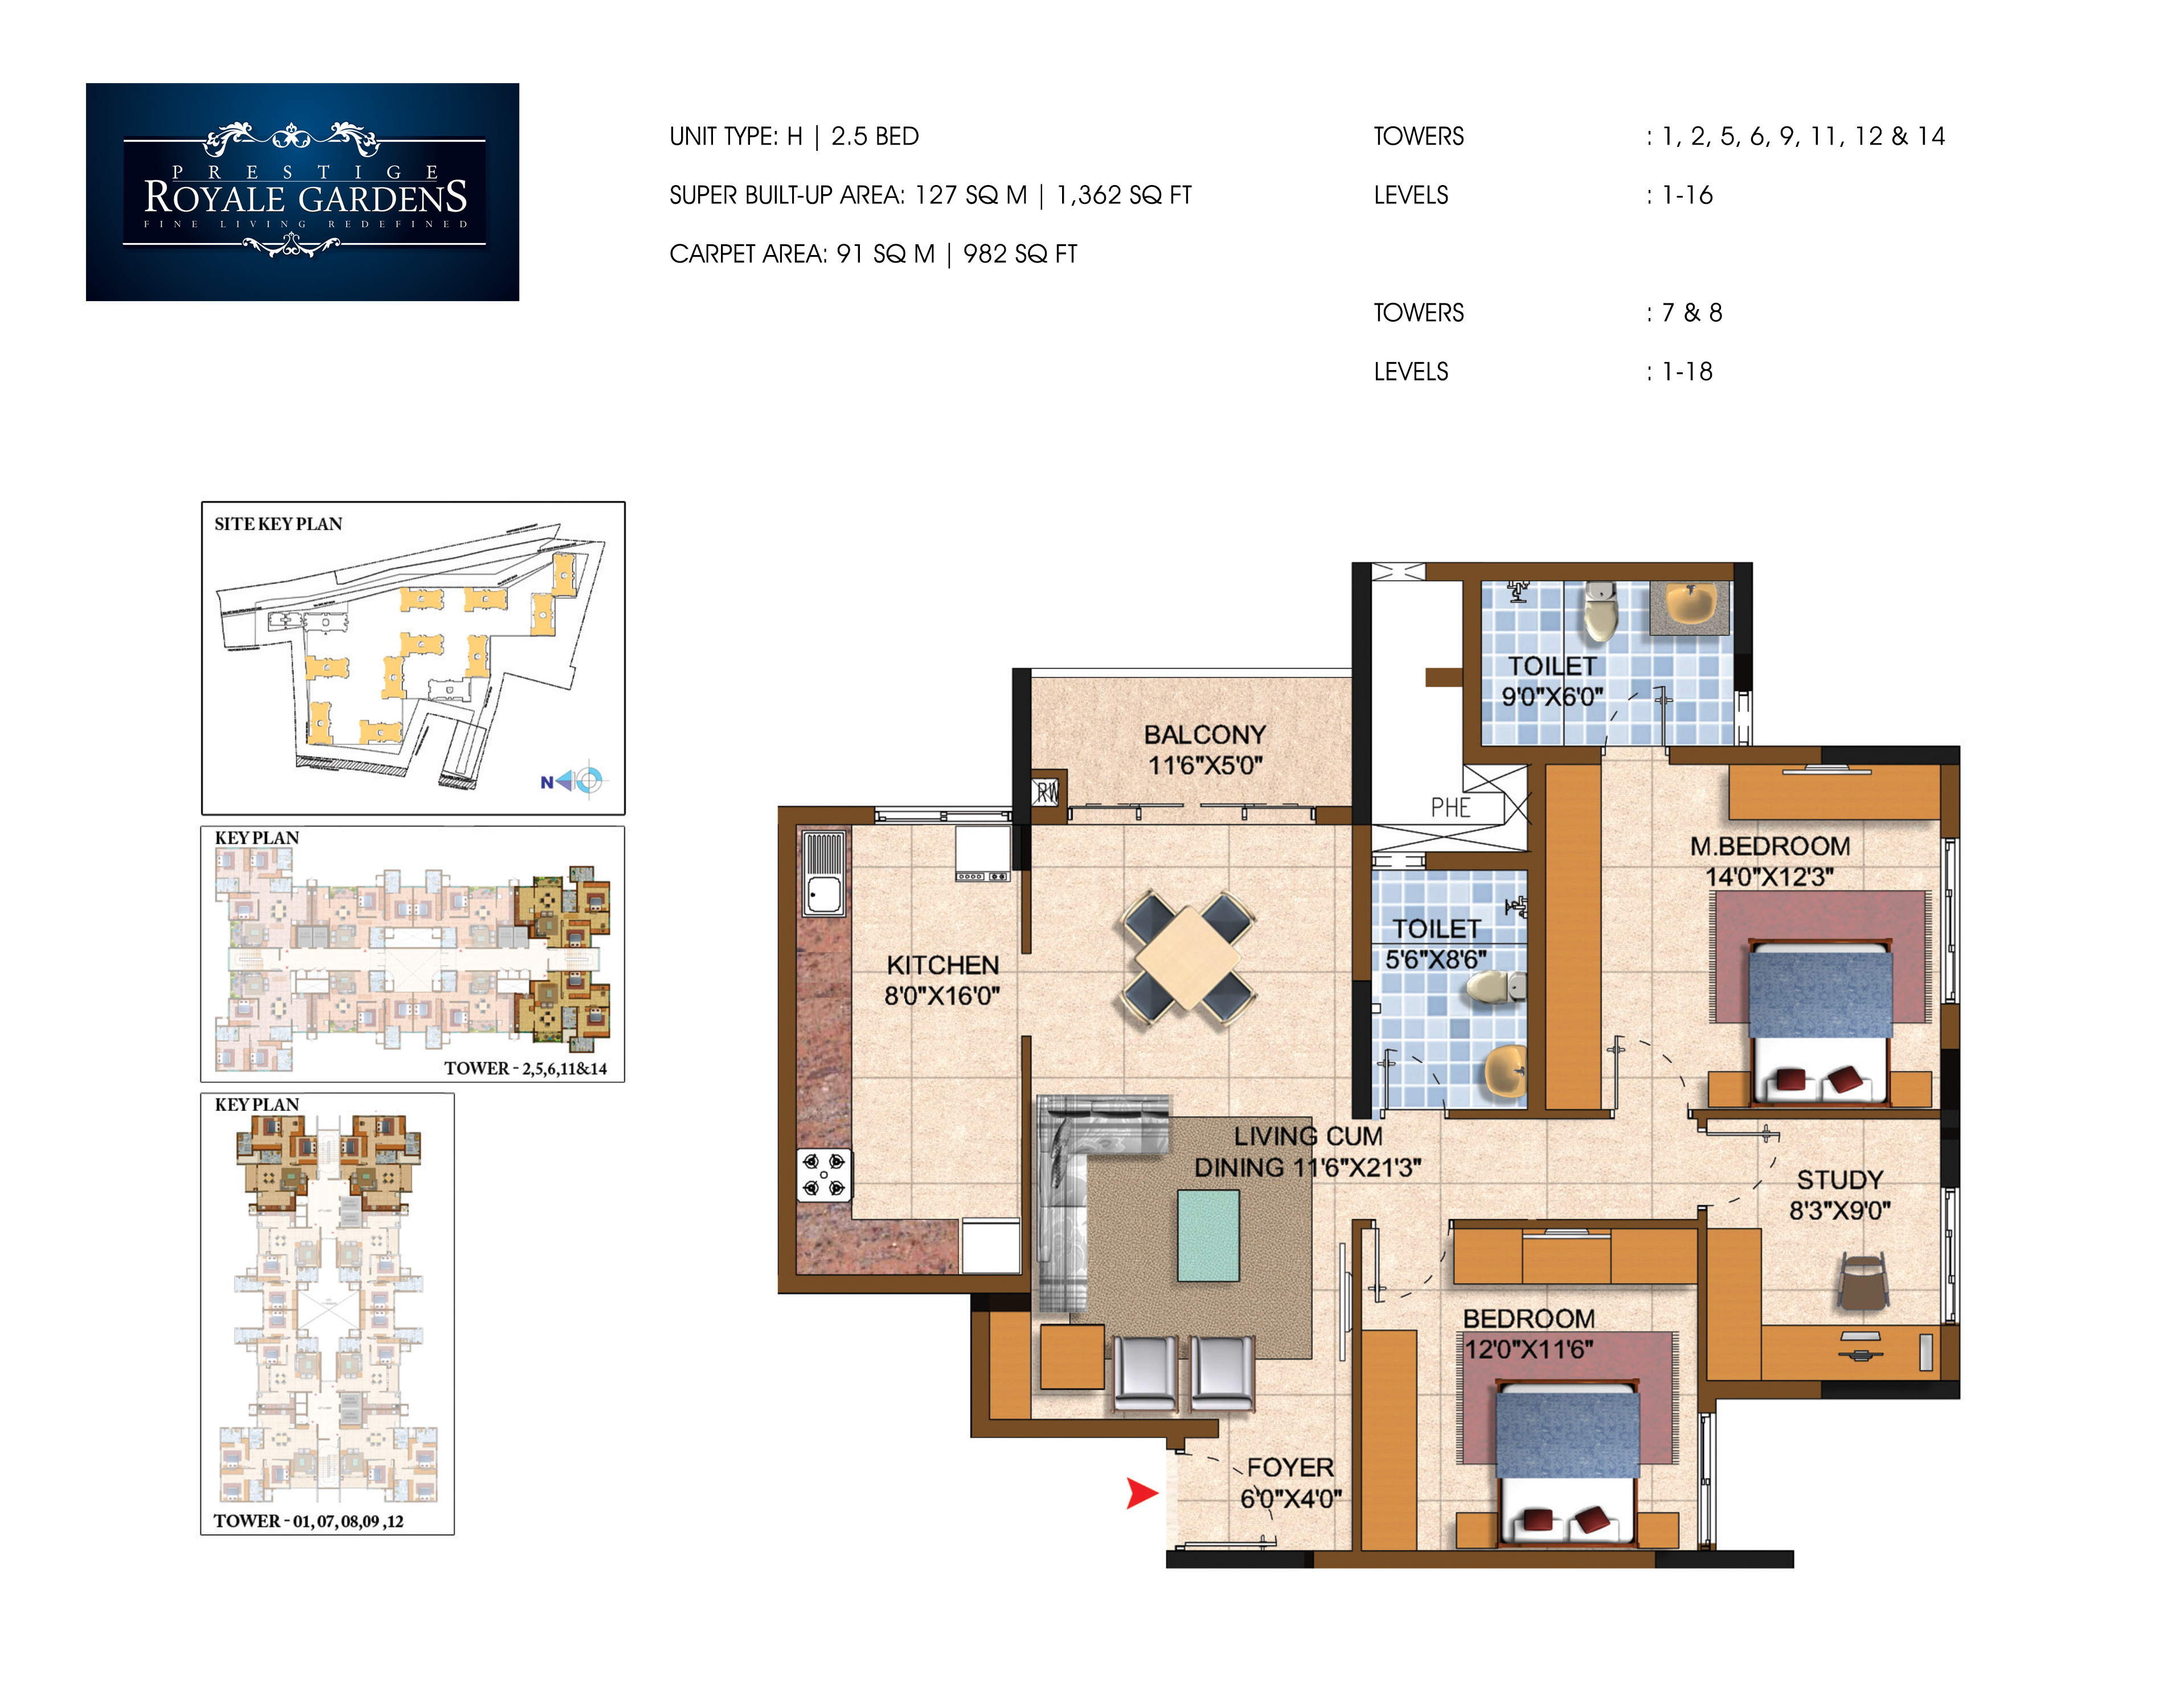 PRESTIGE
ROYALE GARDENS
FINE LIVING REDEFINED
UNIT TYPE: H | 2.5 BED
SUPER BUILT-UP AREA: 127 SQ M | 1,362 SQ FT
CARPET AREA: 91 SQ M | 982 SQ FT
TOWERS : 1, 2, 5, 6, 9, 11, 12 & 14
LEVELS : 1-16
TOWERS : 7 & 8
LEVELS : 1-18
SITE KEY PLAN
N
KEY PLAN
TOWER - 2,5,6,11&14
KEY PLAN
TOWER - 01, 07, 08,09 ,12
TOILET
9'0"X6'0"
BALCONY
11'6"X5'0"
RW
PHE
M.BEDROOM
14'0"X12'3"
TOILET
5'6"X8'6"
KITCHEN
8'0"X16'0"
LIVING CUM
DINING 11'6"X21'3"
STUDY
8'3"X9'0"
BEDROOM
12'0"X11'6"
FOYER
6'0"X4'0"